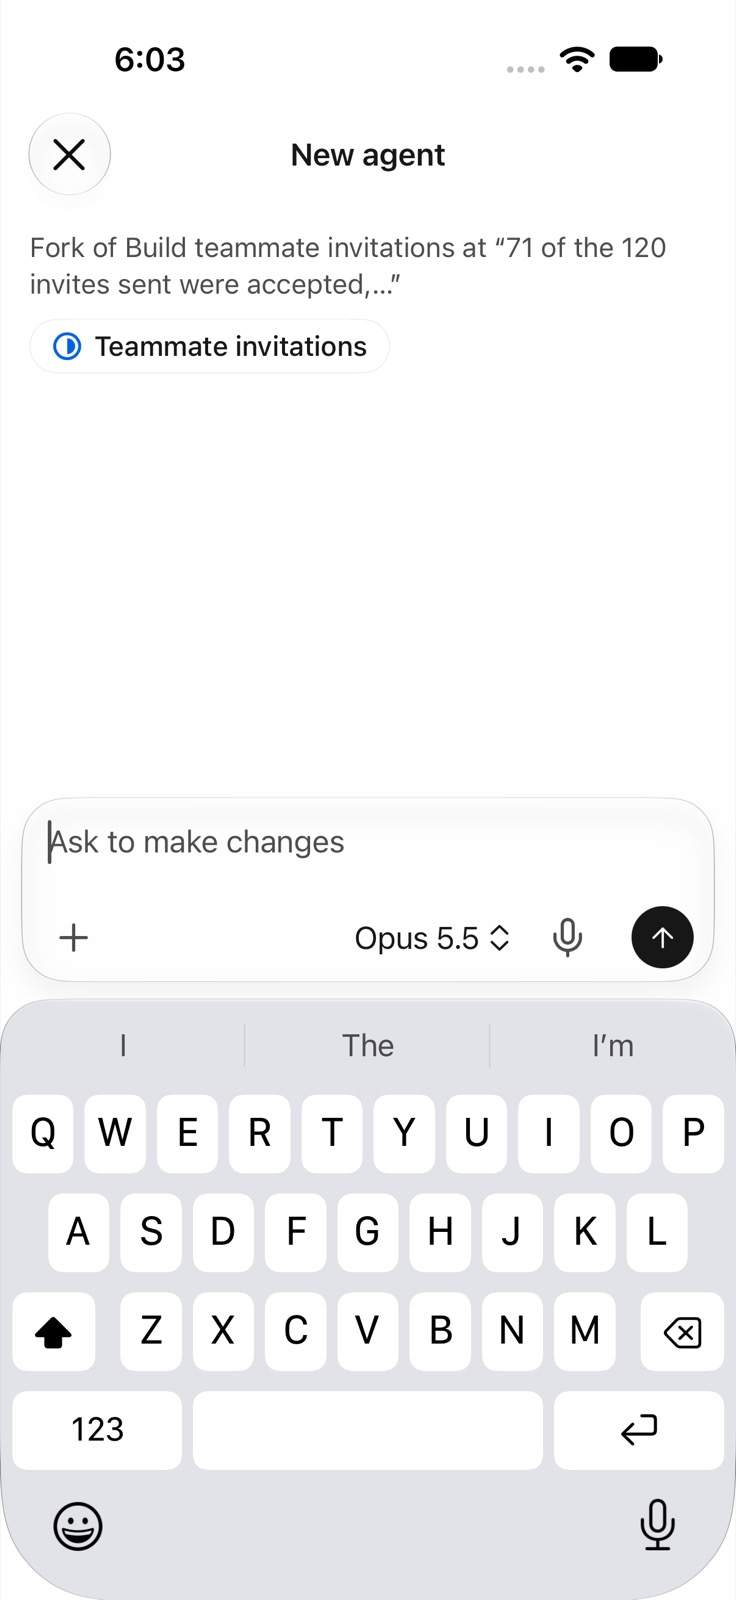 6:03
New agent
Fork of Build teammate invitations at “71 of the 120
invites sent were accepted,...”
Teammate invitations
Ask to make changes
Opus 5.5
I
The
I’m
Q W E R T Y U I O P
A S D F G H J K L
Z X C V B N M
123